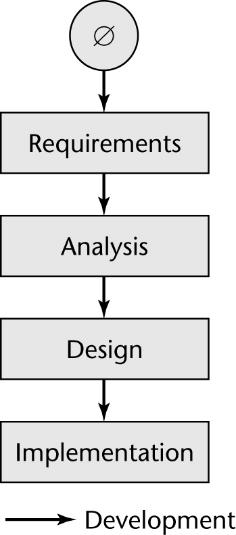 ∅
Requirements
Analysis
Design
Implementation
Development